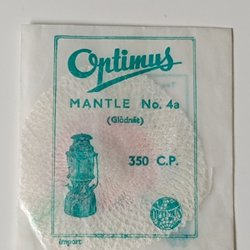 Optimus
MANTLE No. 4a
(Glödnät)
350 C.P.
import